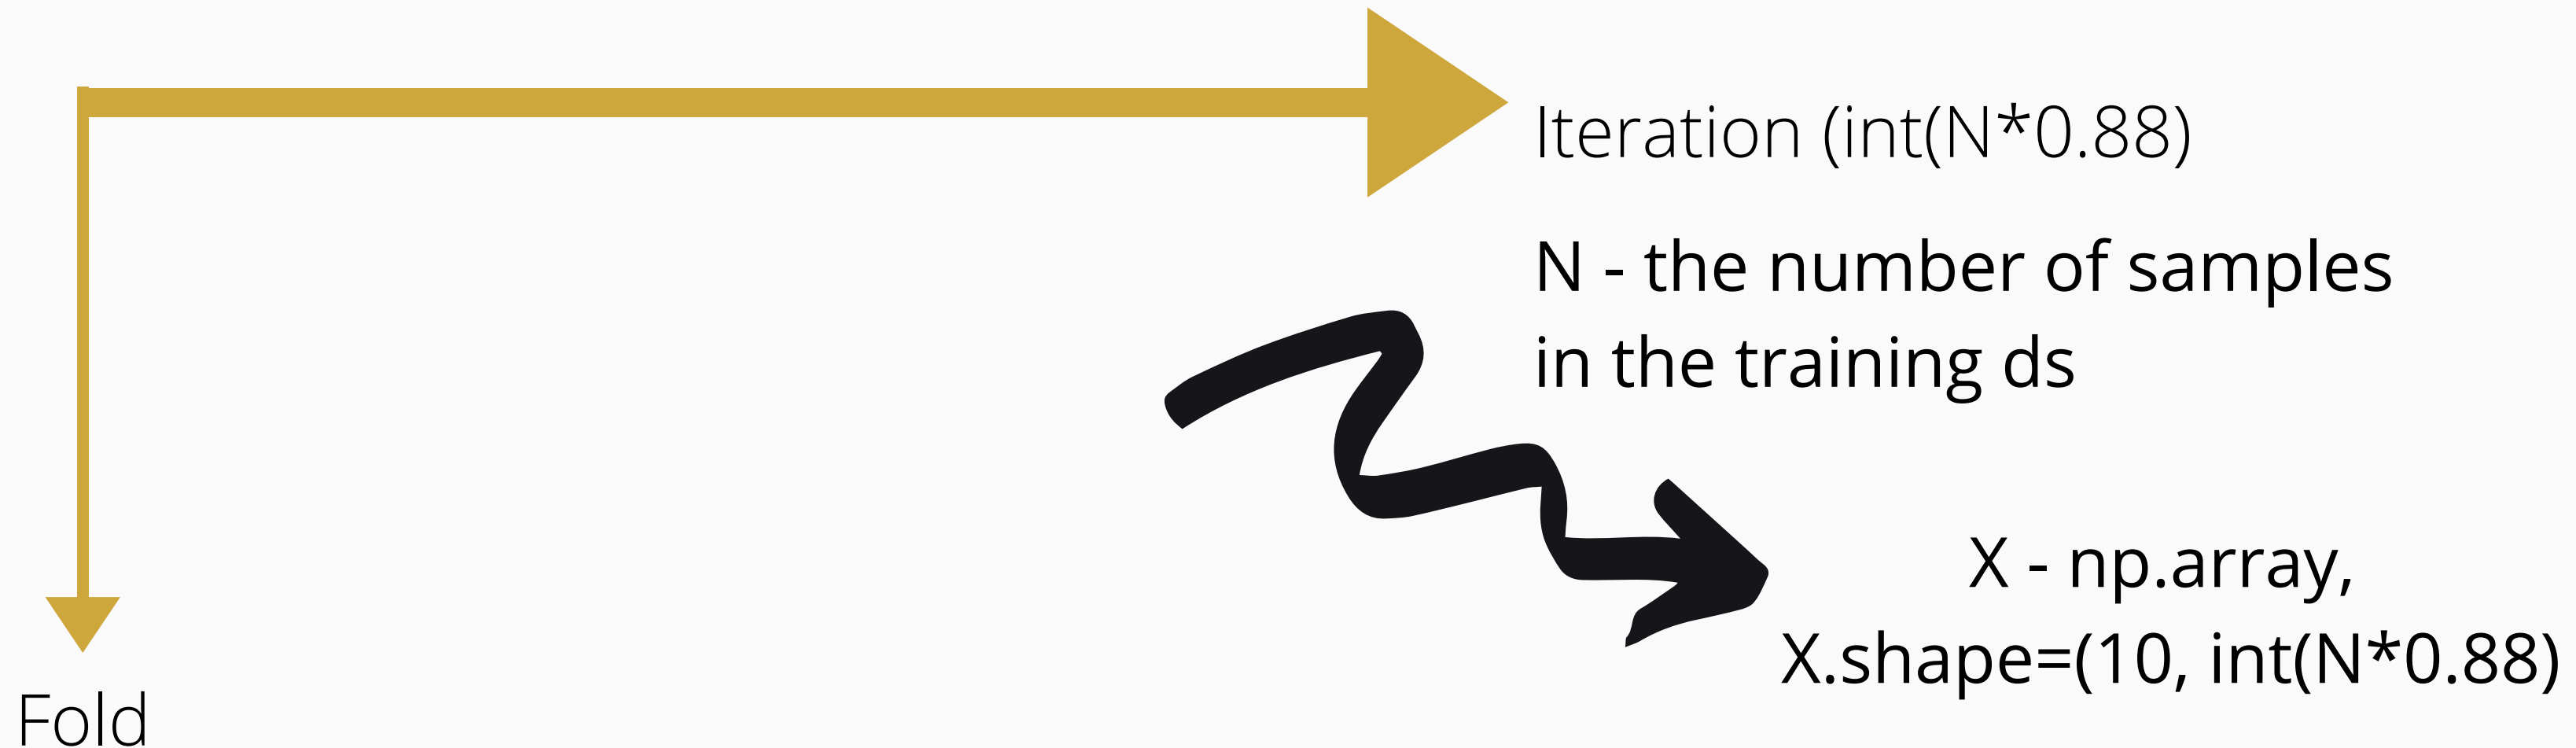 Iteration (int(N*0.88)
N - the number of samples
in the training ds
X - np.array,
X.shape=(10, int(N*0.88)
Fold